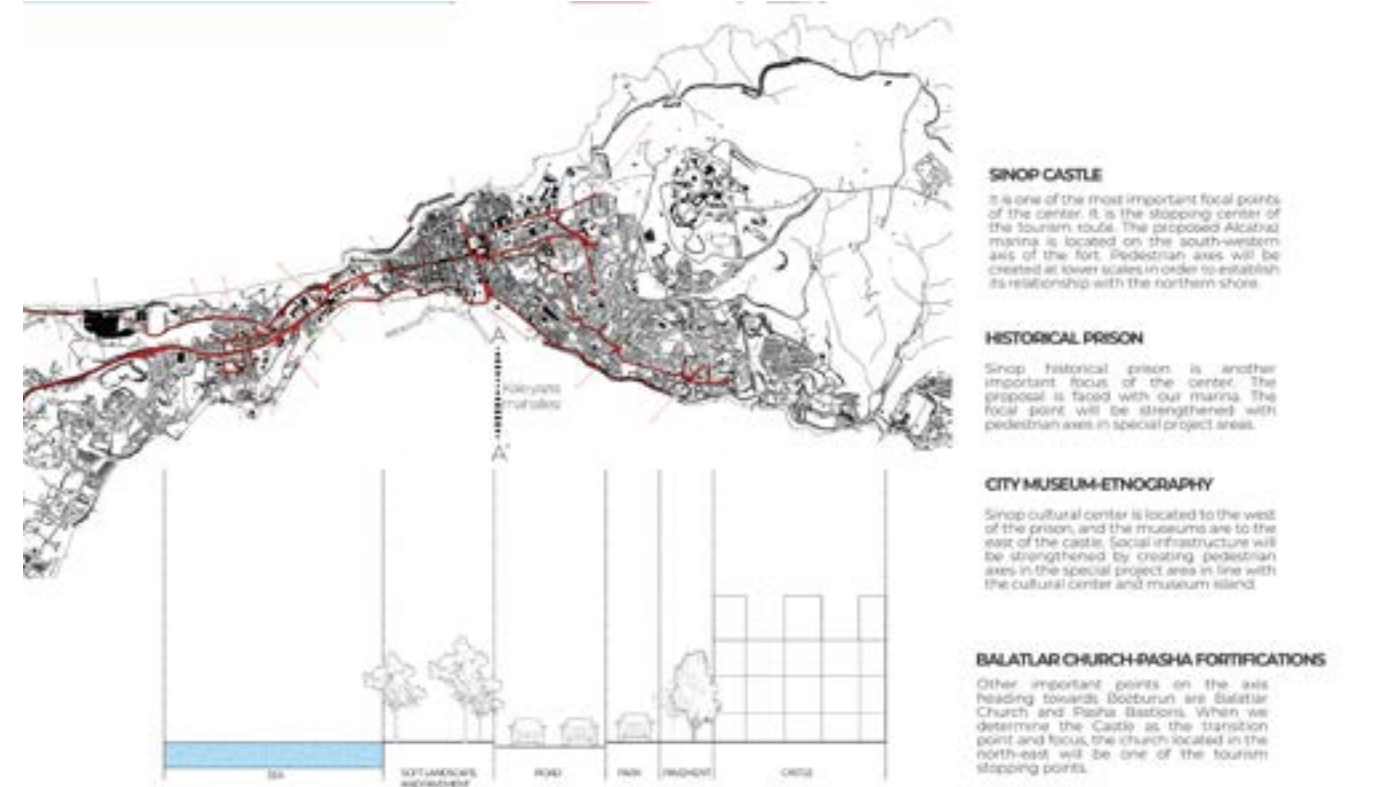 A
Kaleyazısı
mahallesi
A'
SEA
SOFT LANDSCAPE
AND PAVEMENT
ROAD
PARK
PAVEMENT
CASTLE
SINOP CASTLE
It is one of the most important focal points
of the center. It is the stopping center of
the tourism route. The proposed Alcatraz
marina is located on the south-western
axis of the fort. Pedestrian axes will be
created at lower scales in order to establish
its relationship with the northern shore.
HISTORICAL PRISON
Sinop historical prison is another
important focus of the center. The
proposal is faced with our marina. The
focal point will be strengthened with
pedestrian axes in special project areas.
CITY MUSEUM-ETNOGRAPHY
Sinop cultural center is located to the west
of the prison, and the museums are to the
east of the castle. Social infrastructure will
be strengthened by creating pedestrian
axes in the special project area in line with
the cultural center and museum island.
BALATLAR CHURCH-PASHA FORTIFICATIONS
Other important points on the axis
heading towards Bozburun are Balatlar
Church and Pasha Bastions. When we
determine the Castle as the transition
point and focus, the church located in the
north-east will be one of the tourism
stopping points.